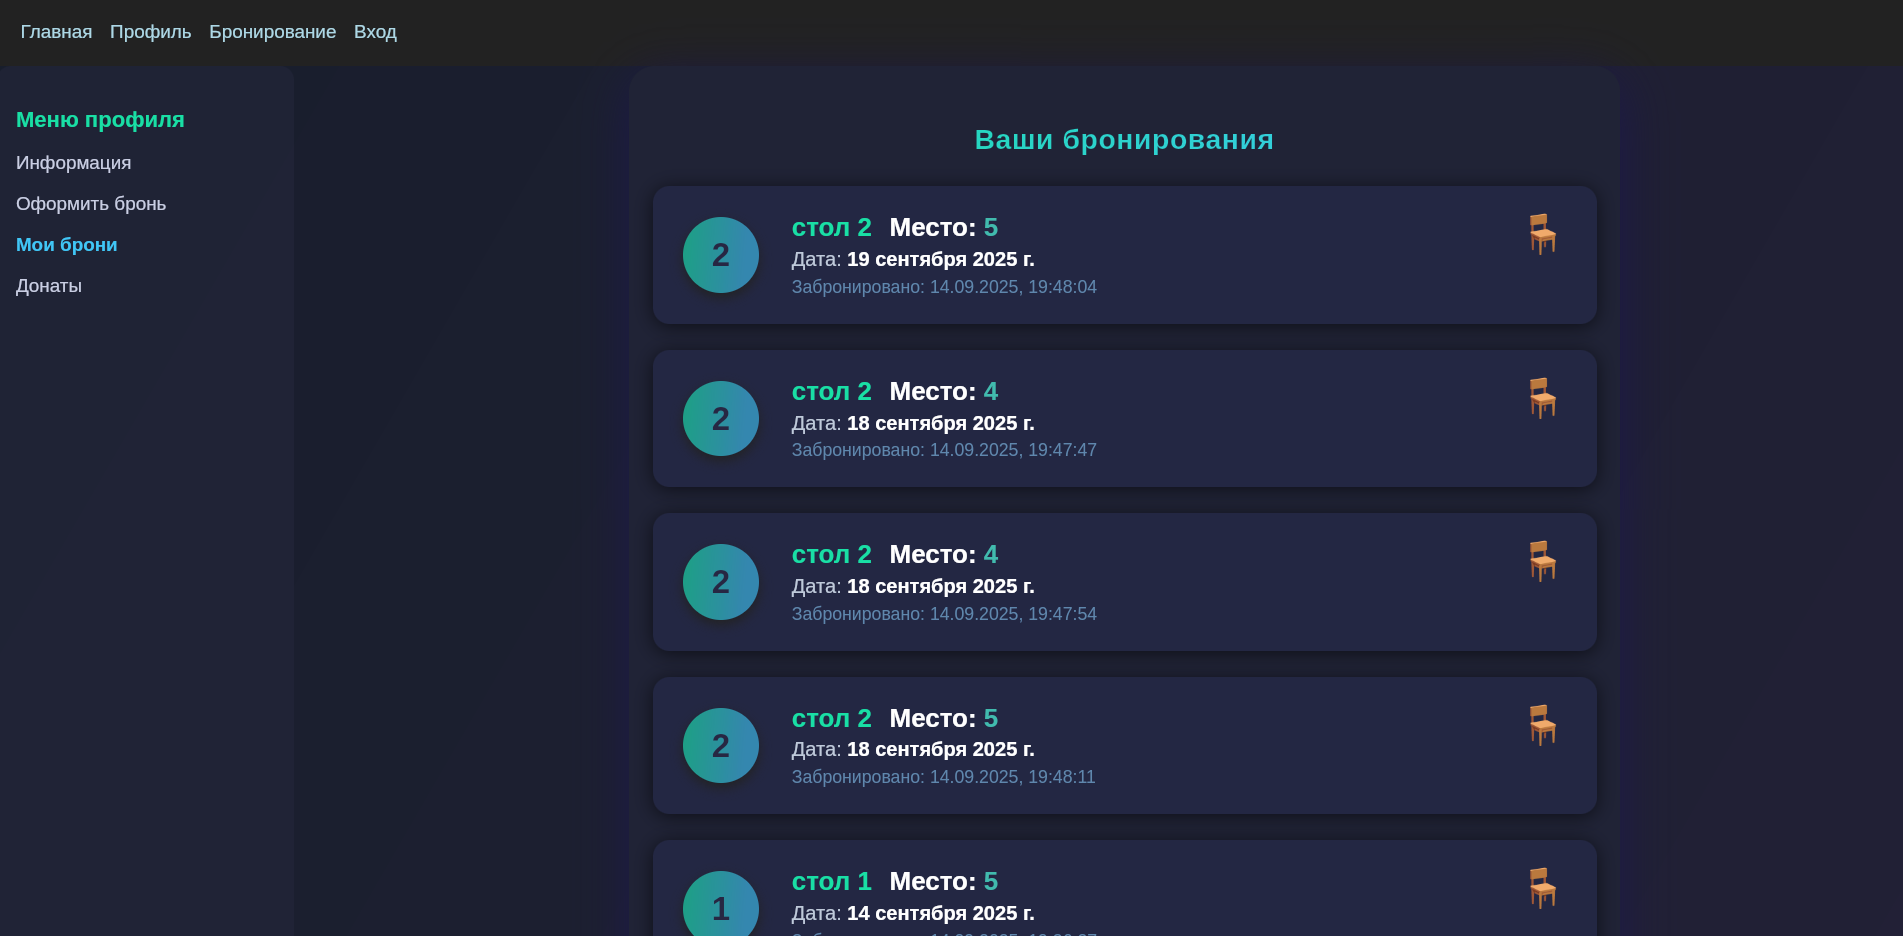 Главная Профиль Бронирование Вход
Меню профиля
Информация
Оформить бронь
Мои брони
Донаты
Ваши бронирования
2
стол 2 Место: 5
Дата: 19 сентября 2025 г.
Забронировано: 14.09.2025, 19:48:04
2
стол 2 Место: 4
Дата: 18 сентября 2025 г.
Забронировано: 14.09.2025, 19:47:47
2
стол 2 Место: 4
Дата: 18 сентября 2025 г.
Забронировано: 14.09.2025, 19:47:54
2
стол 2 Место: 5
Дата: 18 сентября 2025 г.
Забронировано: 14.09.2025, 19:48:11
1
стол 1 Место: 5
Дата: 14 сентября 2025 г.